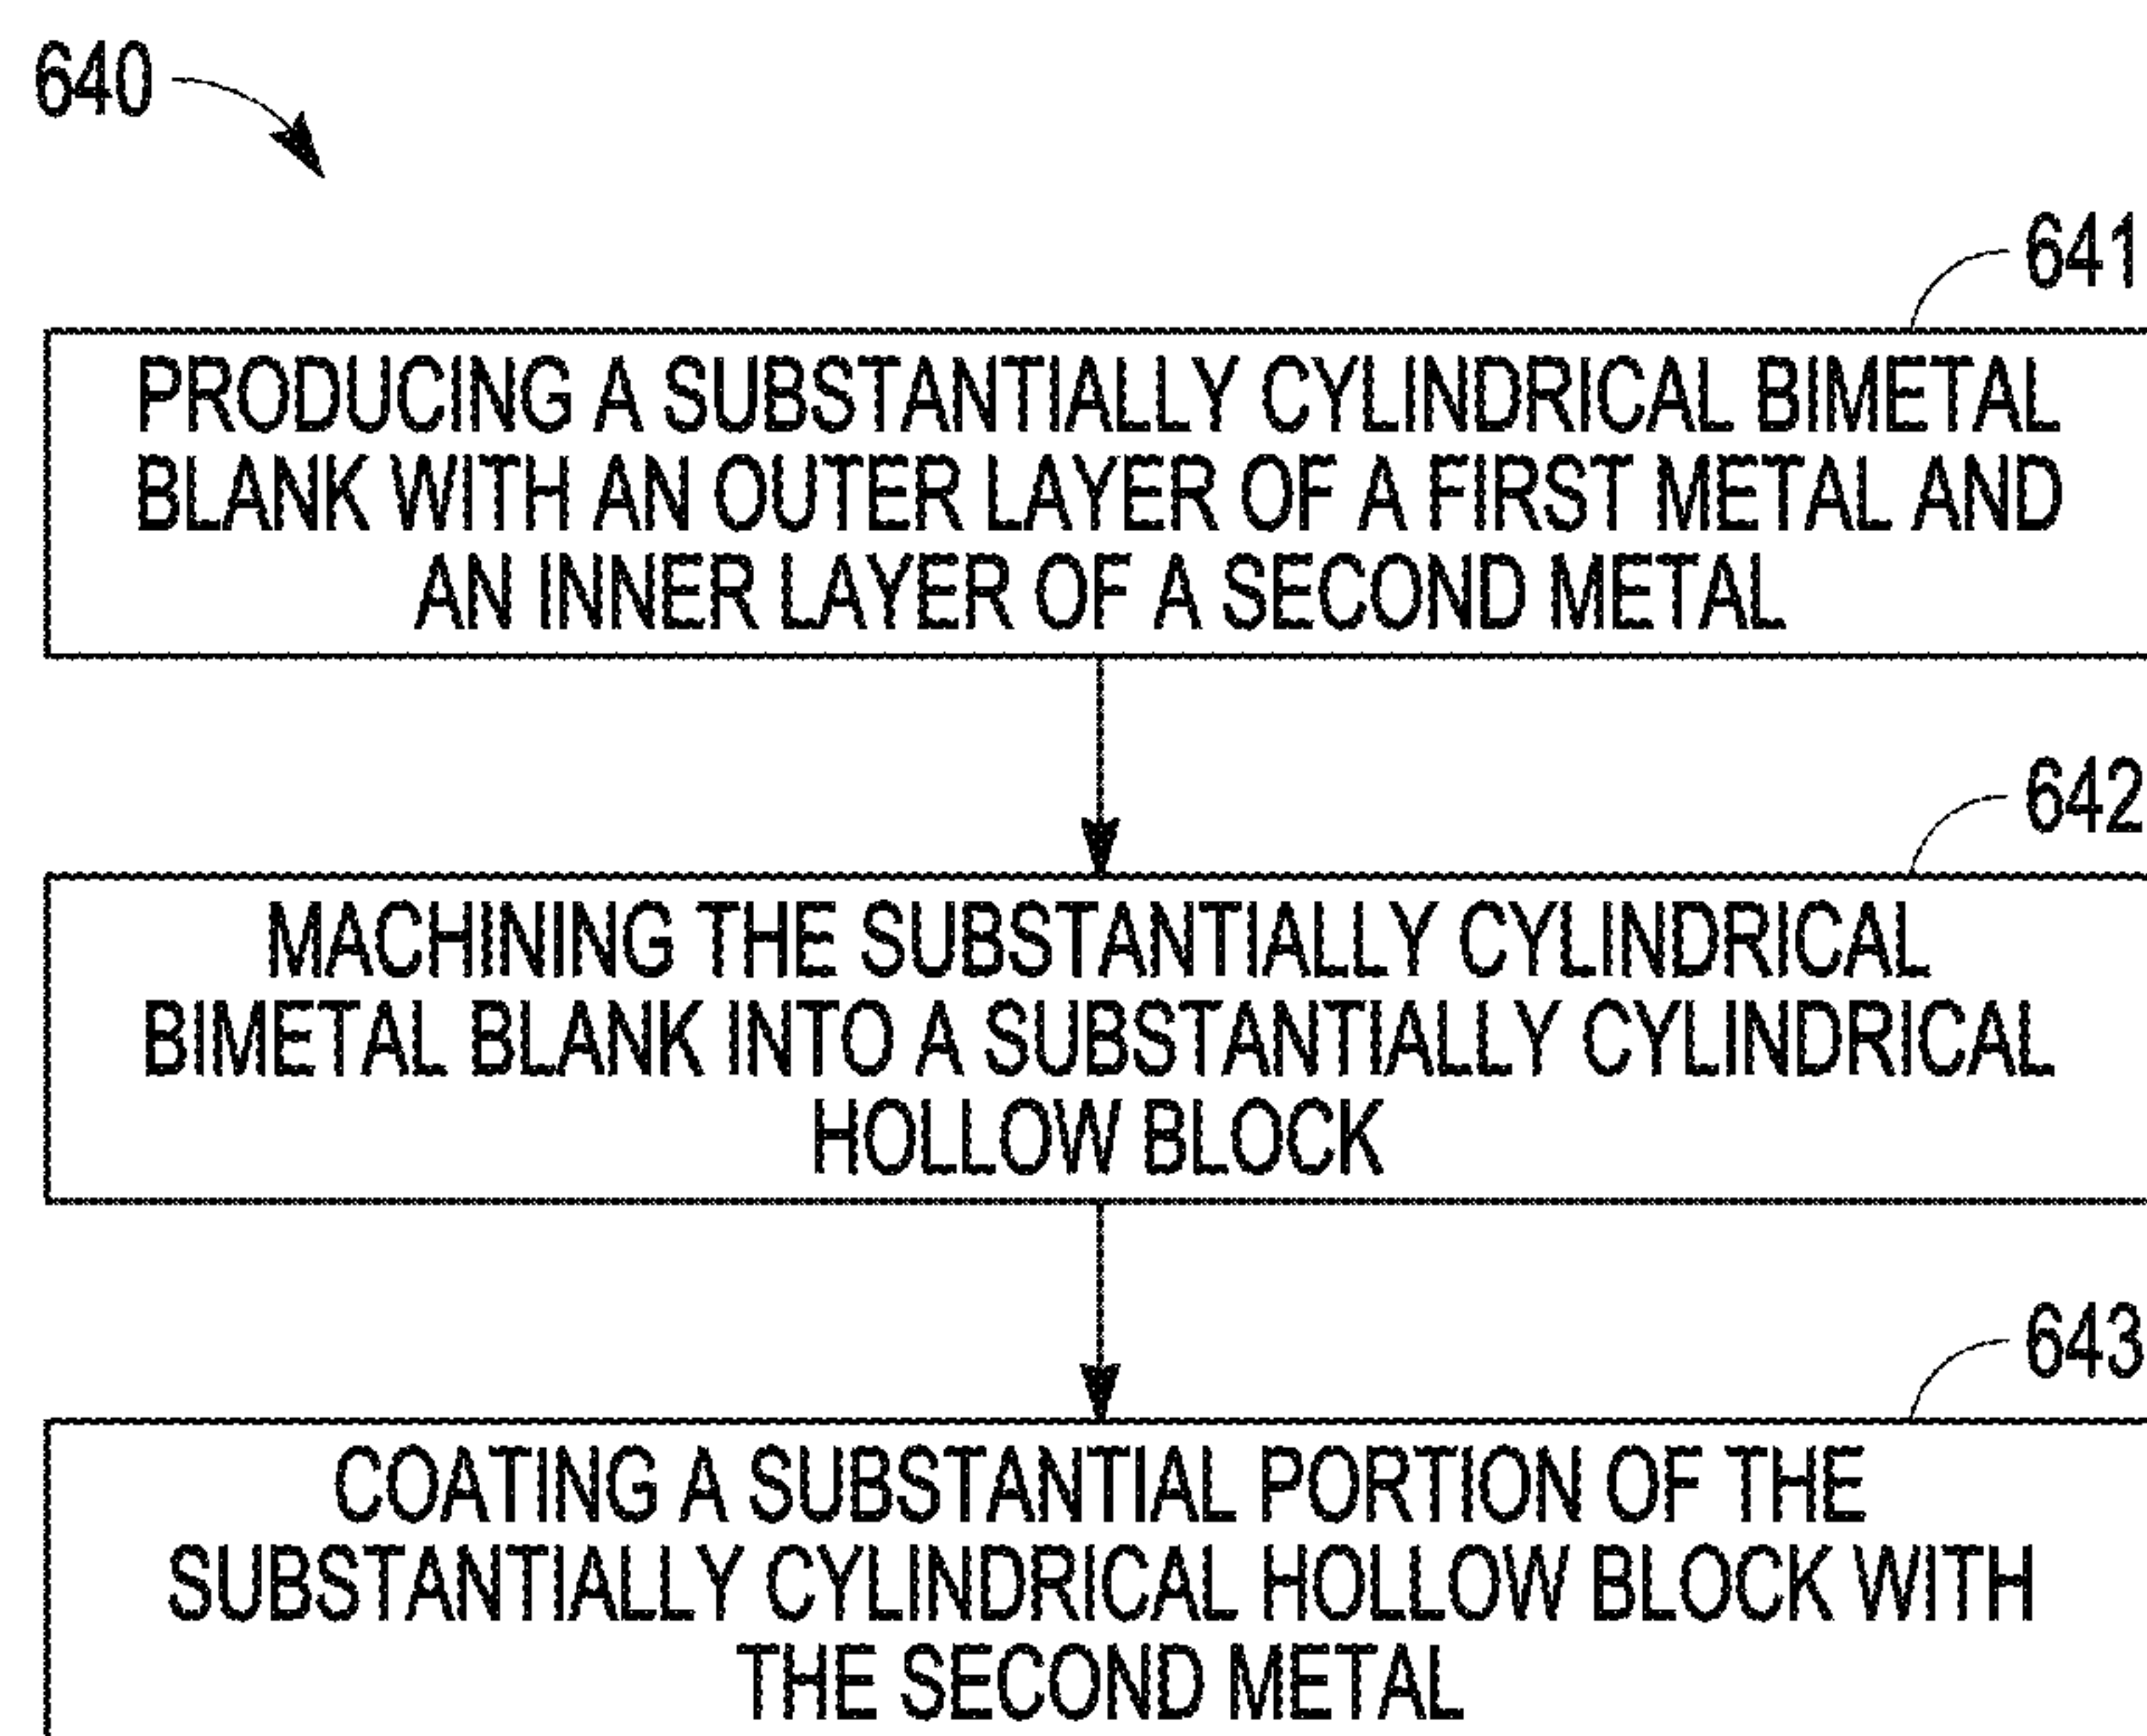 640
641
PRODUCING A SUBSTANTIALLY CYLINDRICAL BIMETAL
BLANK WITH AN OUTER LAYER OF A FIRST METAL AND
AN INNER LAYER OF A SECOND METAL
642
MACHINING THE SUBSTANTIALLY CYLINDRICAL
BIMETAL BLANK INTO A SUBSTANTIALLY CYLINDRICAL
HOLLOW BLOCK
643
COATING A SUBSTANTIAL PORTION OF THE
SUBSTANTIALLY CYLINDRICAL HOLLOW BLOCK WITH
THE SECOND METAL